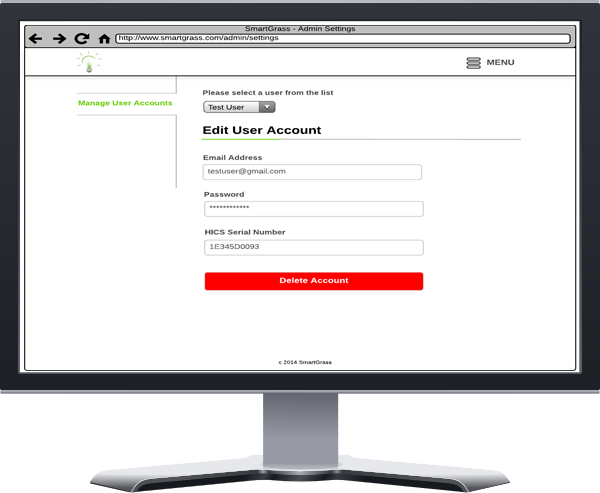 SmartGrass - Admin Settings
http://www.smartgrass.com/admin/settings
MENU
Please select a user from the list
Manage User Accounts
Test User
Edit User Account
Email Address
testuser@gmail.com
Password
************
HICS Serial Number
1E345D0093
Delete Account
c 2014 SmartGrass